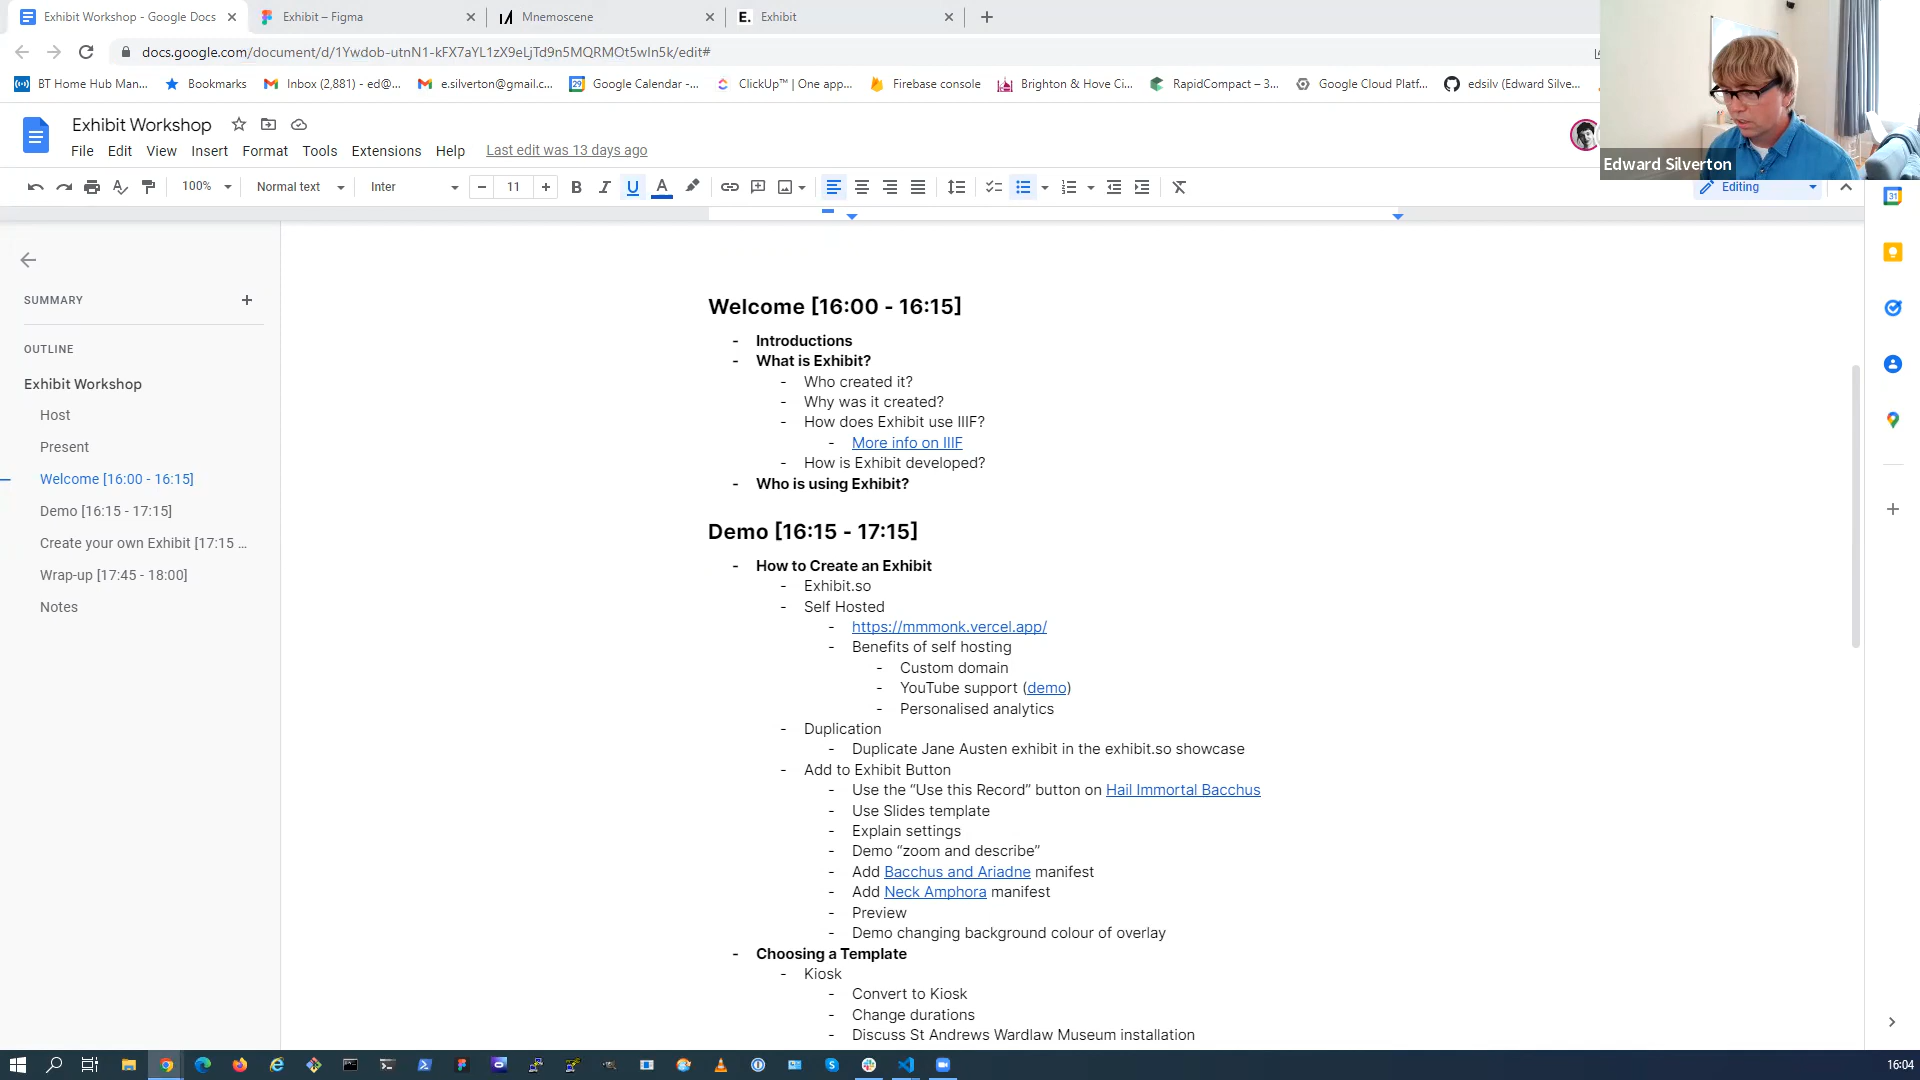 Exhibit Workshop - Google Docs
Exhibit – Figma
Mnemoscene
E. Exhibit
docs.google.com/document/d/1Ywdob-utnN1-kFX7aYL1zX9eLjTd9n5MQRMOt5wIn5k/edit#
BT Home Hub Man...
Bookmarks
Inbox (2,881) - ed@...
e.silverton@gmail.c...
Google Calendar -...
ClickUp™ | One app...
Firebase console
Brighton & Hove Ci...
RapidCompact – 3...
Google Cloud Platf...
edsilv (Edward Silve...
Exhibit Workshop
File Edit View Insert Format Tools Extensions Help Last edit was 13 days ago
Edward Silverton
100% Normal text Inter 11 Editing
SUMMARY
OUTLINE
Exhibit Workshop
Host
Present
Welcome [16:00 - 16:15]
Demo [16:15 - 17:15]
Create your own Exhibit [17:15 ...
Wrap-up [17:45 - 18:00]
Notes
Welcome [16:00 - 16:15]
- Introductions
- What is Exhibit?
- Who created it?
- Why was it created?
- How does Exhibit use IIIF?
- More info on IIIF
- How is Exhibit developed?
- Who is using Exhibit?
Demo [16:15 - 17:15]
- How to Create an Exhibit
- Exhibit.so
- Self Hosted
- https://mmmonk.vercel.app/
- Benefits of self hosting
- Custom domain
- YouTube support (demo)
- Personalised analytics
- Duplication
- Duplicate Jane Austen exhibit in the exhibit.so showcase
- Add to Exhibit Button
- Use the “Use this Record” button on Hail Immortal Bacchus
- Use Slides template
- Explain settings
- Demo “zoom and describe”
- Add Bacchus and Ariadne manifest
- Add Neck Amphora manifest
- Preview
- Demo changing background colour of overlay
- Choosing a Template
- Kiosk
- Convert to Kiosk
- Change durations
- Discuss St Andrews Wardlaw Museum installation
16:04